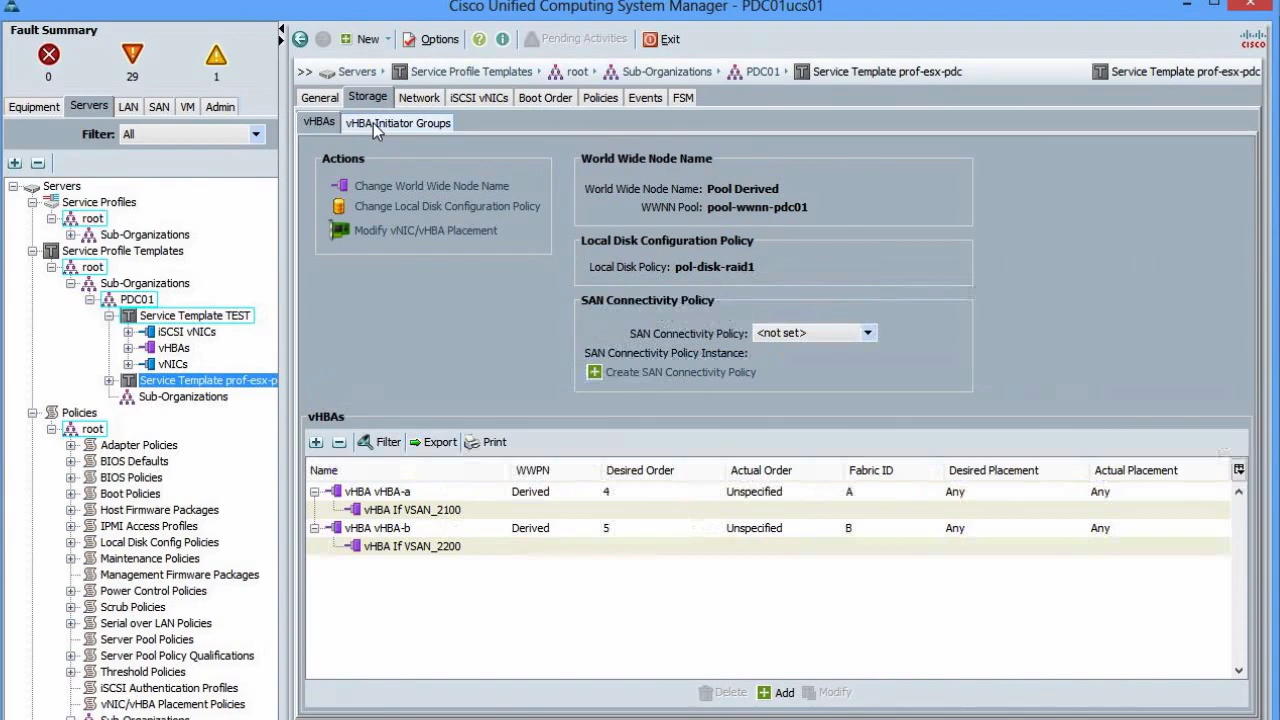 Cisco Unified Computing System Manager - PDC01ucs01
Fault Summary
0 29 1
Equipment Servers LAN SAN VM Admin
Filter: All
Servers
Service Profiles
root
Sub-Organizations
Service Profile Templates
root
Sub-Organizations
PDC01
Service Template TEST
iSCSI vNICs
vHBAs
vNICs
Service Template prof-esx-p
Sub-Organizations
Policies
root
Adapter Policies
BIOS Defaults
BIOS Policies
Boot Policies
Host Firmware Packages
IPMI Access Profiles
Local Disk Config Policies
Maintenance Policies
Management Firmware Packages
Power Control Policies
Scrub Policies
Serial over LAN Policies
Server Pool Policies
Server Pool Policy Qualifications
Threshold Policies
iSCSI Authentication Profiles
vNIC/vHBA Placement Policies
Sub-Organizations
New Options Pending Activities Exit
cisco
>> Servers Service Profile Templates root Sub-Organizations PDC01 Service Template prof-esx-pdc Service Template prof-esx-pdc
General Storage Network iSCSI vNICs Boot Order Policies Events FSM
vHBAs vHBA Initiator Groups
Actions
Change World Wide Node Name
Change Local Disk Configuration Policy
Modify vNIC/vHBA Placement
World Wide Node Name
World Wide Node Name: Pool Derived
WWNN Pool: pool-wwnn-pdc01
Local Disk Configuration Policy
Local Disk Policy: pol-disk-raid1
SAN Connectivity Policy
SAN Connectivity Policy: <not set>
SAN Connectivity Policy Instance:
Create SAN Connectivity Policy
vHBAs
Filter Export Print
Name WWPN Desired Order Actual Order Fabric ID Desired Placement Actual Placement
vHBA vHBA-a Derived 4 Unspecified A Any Any
vHBA If VSAN_2100
vHBA vHBA-b Derived 5 Unspecified B Any Any
vHBA If VSAN_2200
Delete Add Modify